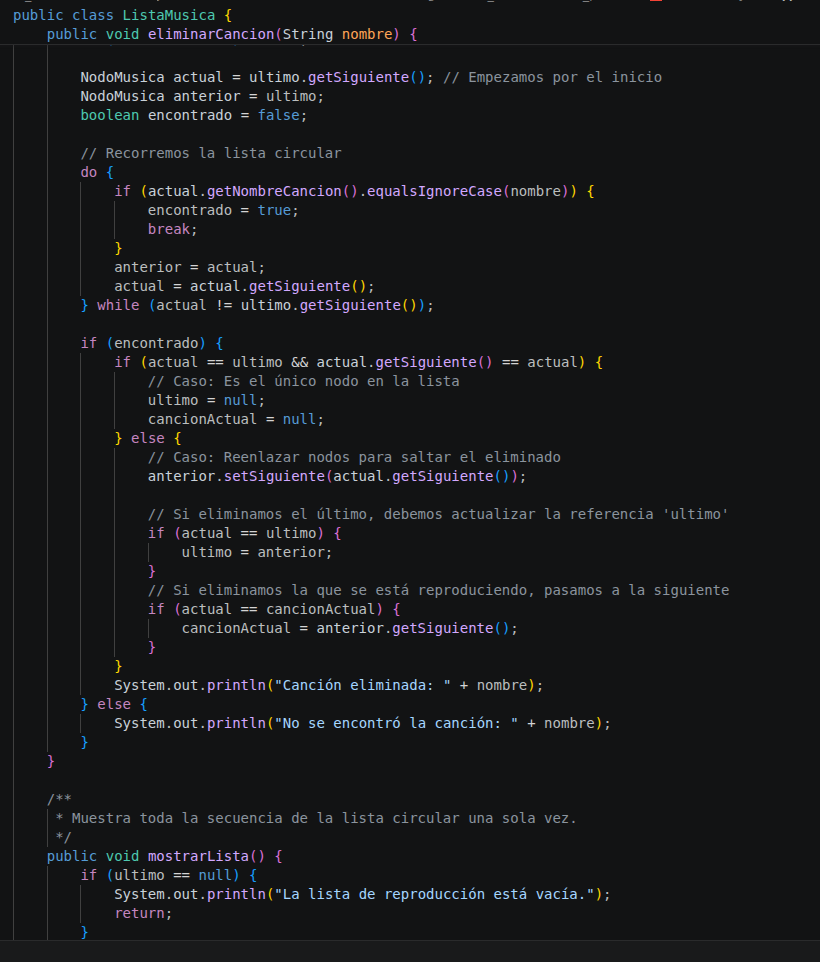 public class ListaMusica {
    public void eliminarCancion(String nombre) {
        NodoMusica actual = ultimo.getSiguiente(); // Empezamos por el inicio
        NodoMusica anterior = ultimo;
        boolean encontrado = false;

        // Recorremos la lista circular
        do {
            if (actual.getNombreCancion().equalsIgnoreCase(nombre)) {
                encontrado = true;
                break;
            }
            anterior = actual;
            actual = actual.getSiguiente();
        } while (actual != ultimo.getSiguiente());

        if (encontrado) {
            if (actual == ultimo && actual.getSiguiente() == actual) {
                // Caso: Es el único nodo en la lista
                ultimo = null;
                cancionActual = null;
            } else {
                // Caso: Reenlazar nodos para saltar el eliminado
                anterior.setSiguiente(actual.getSiguiente());

                // Si eliminamos el último, debemos actualizar la referencia 'ultimo'
                if (actual == ultimo) {
                    ultimo = anterior;
                }
                // Si eliminamos la que se está reproduciendo, pasamos a la siguiente
                if (actual == cancionActual) {
                    cancionActual = anterior.getSiguiente();
                }
            }
            System.out.println("Canción eliminada: " + nombre);
        } else {
            System.out.println("No se encontró la canción: " + nombre);
        }
    }

    /**
     * Muestra toda la secuencia de la lista circular una sola vez.
     */
    public void mostrarLista() {
        if (ultimo == null) {
            System.out.println("La lista de reproducción está vacía.");
            return;
        }